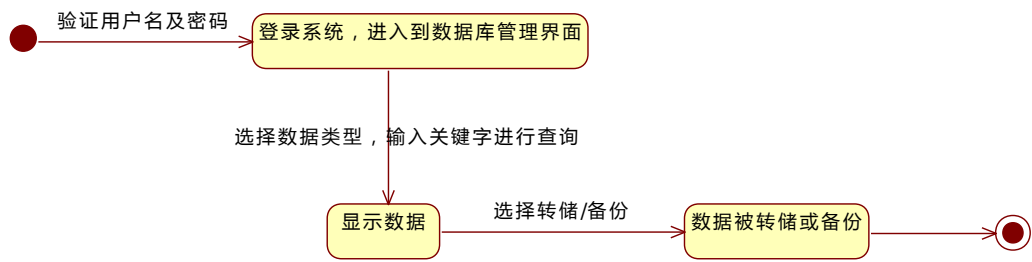 验证用户名及密码
登录系统，进入到数据库管理界面
选择数据类型，输入关键字进行查询
显示数据
选择转储/备份
数据被转储或备份